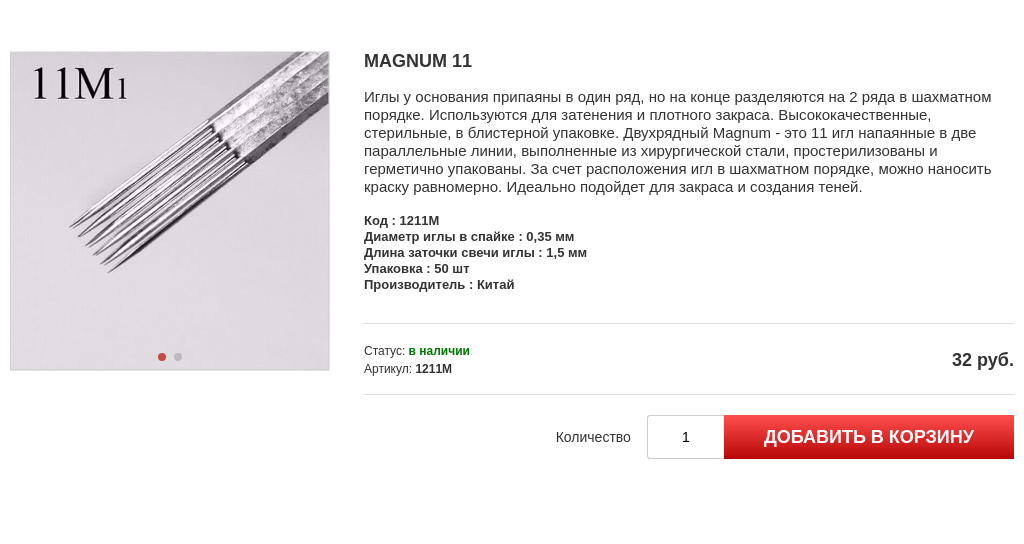 11M1
MAGNUM 11
Иглы у основания припаяны в один ряд, но на конце разделяются на 2 ряда в шахматном
порядке. Используются для затенения и плотного закраса. Высококачественные,
стерильные, в блистерной упаковке. Двухрядный Magnum - это 11 игл напаянные в две
параллельные линии, выполненные из хирургической стали, простерилизованы и
герметично упакованы. За счет расположения игл в шахматном порядке, можно наносить
краску равномерно. Идеально подойдет для закраса и создания теней.
Код : 1211М
Диаметр иглы в спайке : 0,35 мм
Длина заточки свечи иглы : 1,5 мм
Упаковка : 50 шт
Производитель : Китай
Статус: в наличии
Артикул: 1211М
32 руб.
Количество 1 ДОБАВИТЬ В КОРЗИНУ